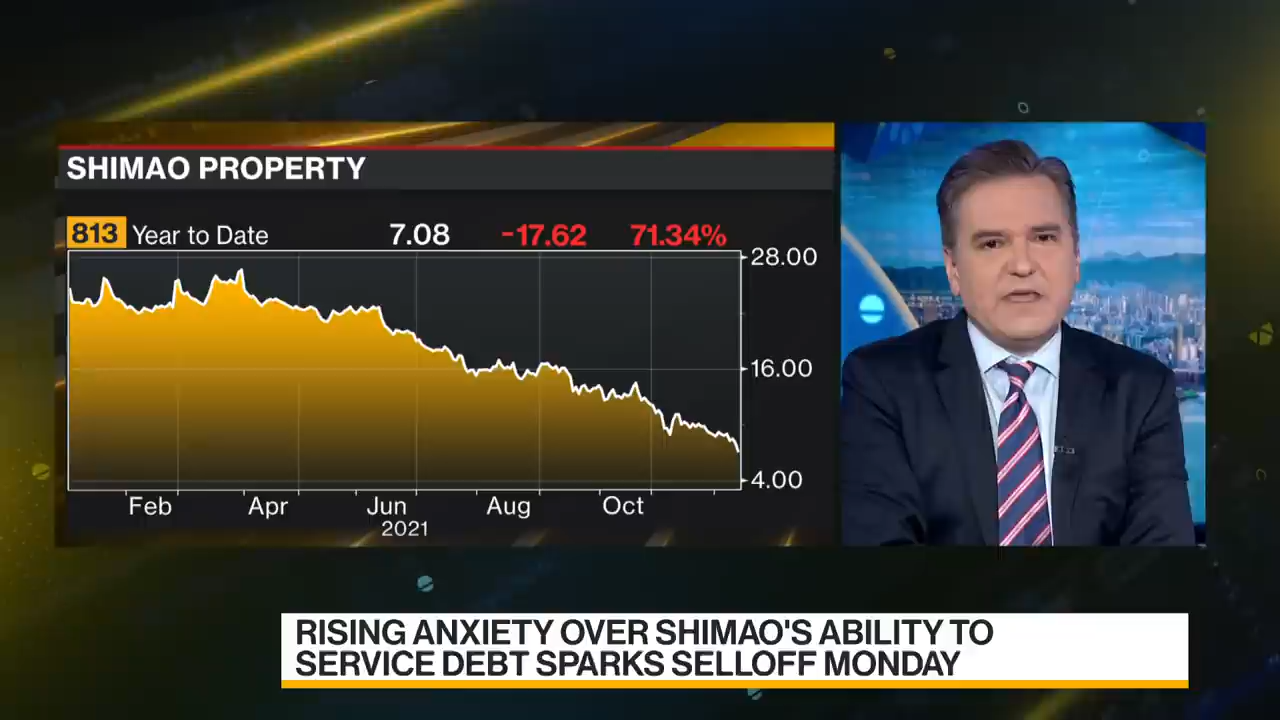 SHIMAO PROPERTY
813 Year to Date 7.08 -17.62 71.34%
28.00
16.00
4.00
Feb Apr Jun Aug Oct
2021
RISING ANXIETY OVER SHIMAO'S ABILITY TO
SERVICE DEBT SPARKS SELLOFF MONDAY